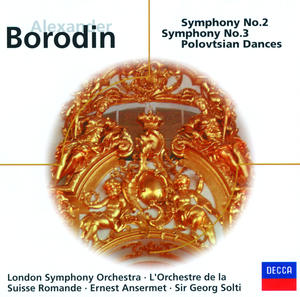 Alexander
Borodin
Symphony No.2
Symphony No.3
Polovtsian Dances
DECCA
London Symphony Orchestra · L'Orchestre de la
Suisse Romande · Ernest Ansermet · Sir Georg Solti